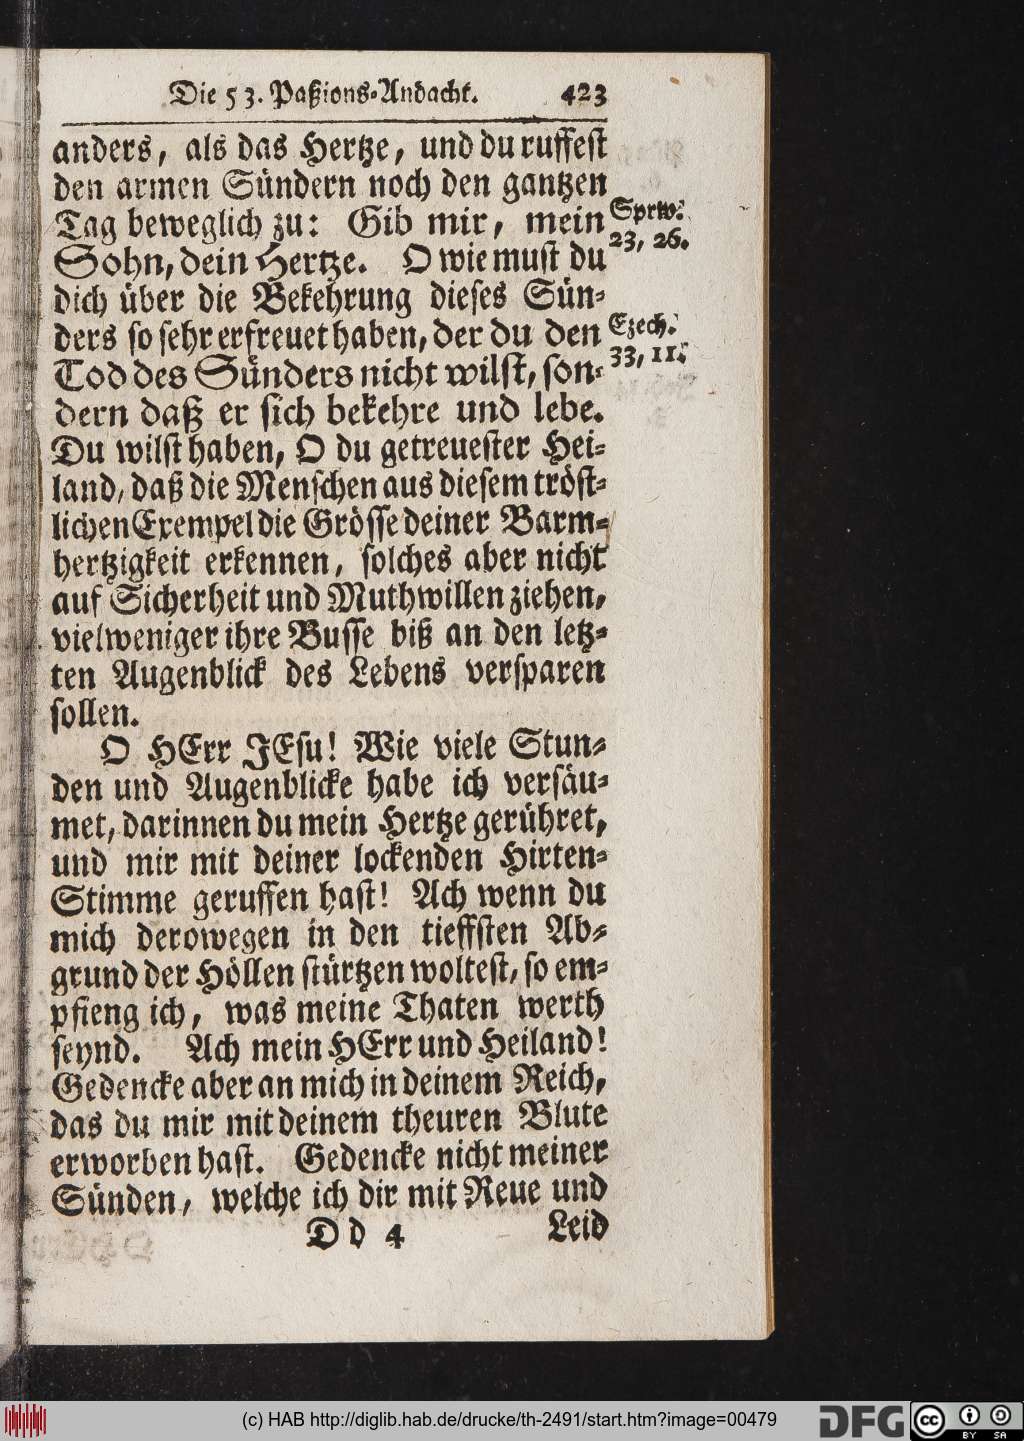 Die 53. Paßions-Andacht. 423
anders, als das Hertze, und du ruffest
den armen Sündern noch den gantzen
Tag beweglich zu: Gib mir, mein
Sprw.
Sohn, dein Hertze. O wie must du
23, 26.
dich über die Bekehrung dieses Sün-
ders so sehr erfreuet haben, der du den
Ezech.
Tod des Sünders nicht wilst, son-
33, 11.
dern daß er sich bekehre und lebe.
Du wilst haben, O du getreuester Hei-
land, daß die Menschen aus diesem tröst-
lichen Exempel die Grösse deiner Barm-
hertzigkeit erkennen, solches aber nicht
auf Sicherheit und Muthwillen ziehen,
vielweniger ihre Busse biß an den letz-
ten Augenblick des Lebens versparen
sollen.
O HErr JEsu! Wie viele Stun-
den und Augenblicke habe ich versäu-
met, darinnen du mein Hertze gerühret,
und mir mit deiner lockenden Hirten-
Stimme geruffen hast! Ach wenn du
mich derowegen in den tieffsten Ab-
grund der Höllen stürtzen woltest, so em-
pfieng ich, was meine Thaten werth
seynd. Ach mein HErr und Heiland!
Gedencke aber an mich in deinem Reich,
das du mir mit deinem theuren Blute
erworben hast. Gedencke nicht meiner
Sünden, welche ich dir mit Reue und
D d 4 Leid
(c) HAB http://diglib.hab.de/drucke/th-2491/start.htm?image=00479
DFG
cc BY SA